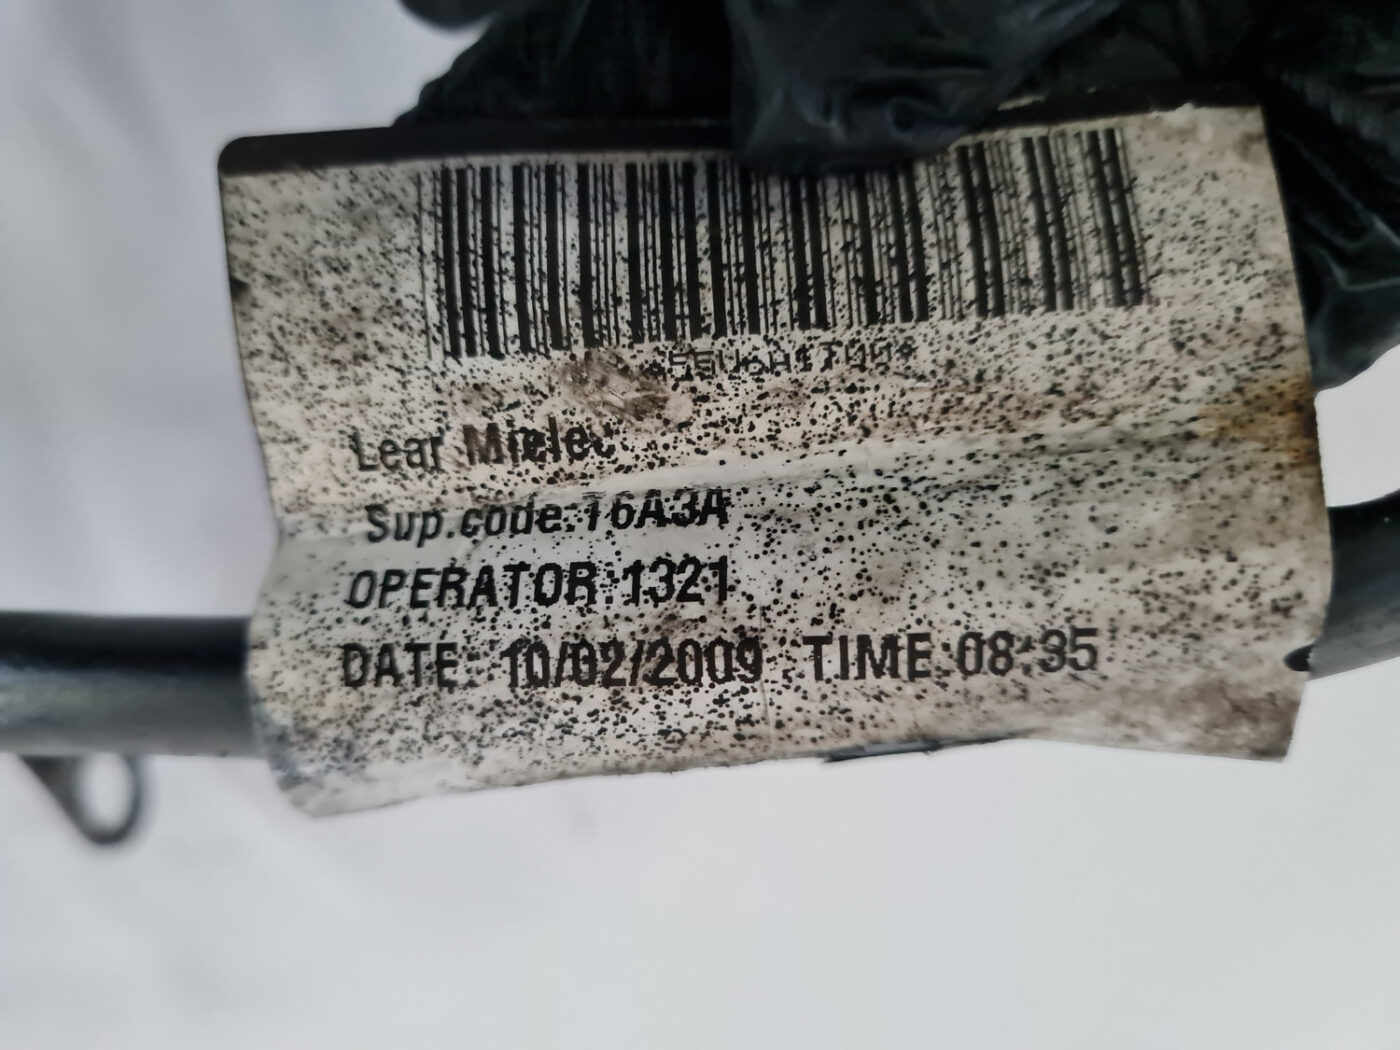 Lear Mielec
Sup.code:16A3A
OPERATOR:1321
DATE: 10/02/2009 TIME:08:35